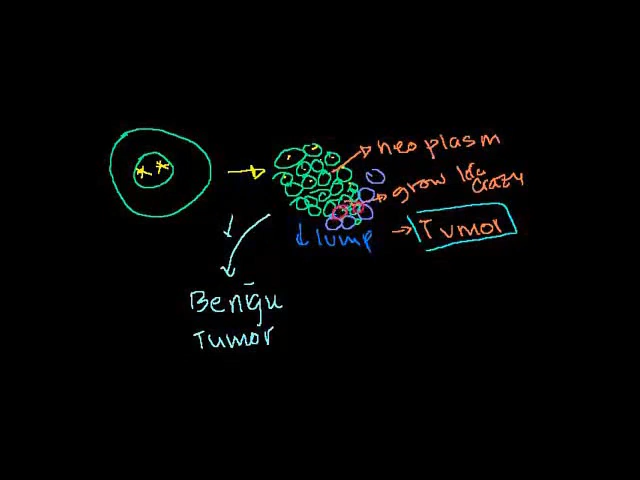 neoplasm
grow like crazy
lump
Tumor
Benign
Tumor